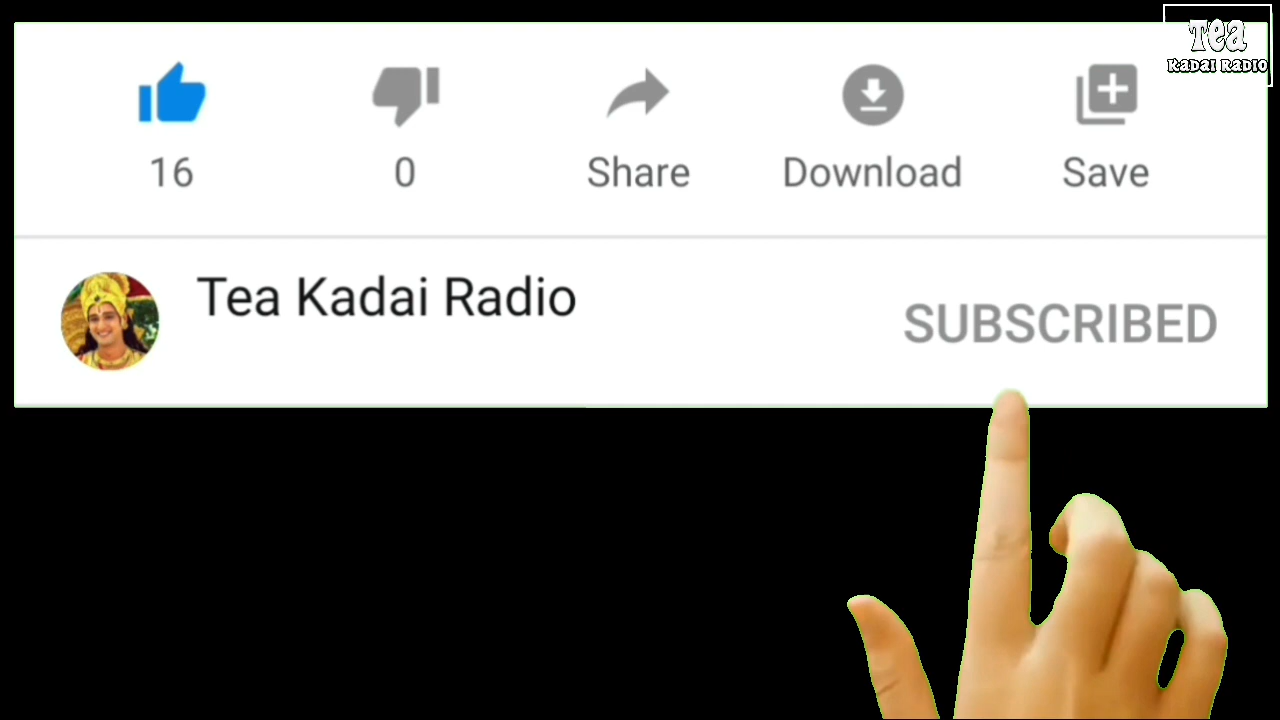 Tea
Kadai Radio
16
0
Share
Download
Save
Tea Kadai Radio
SUBSCRIBED